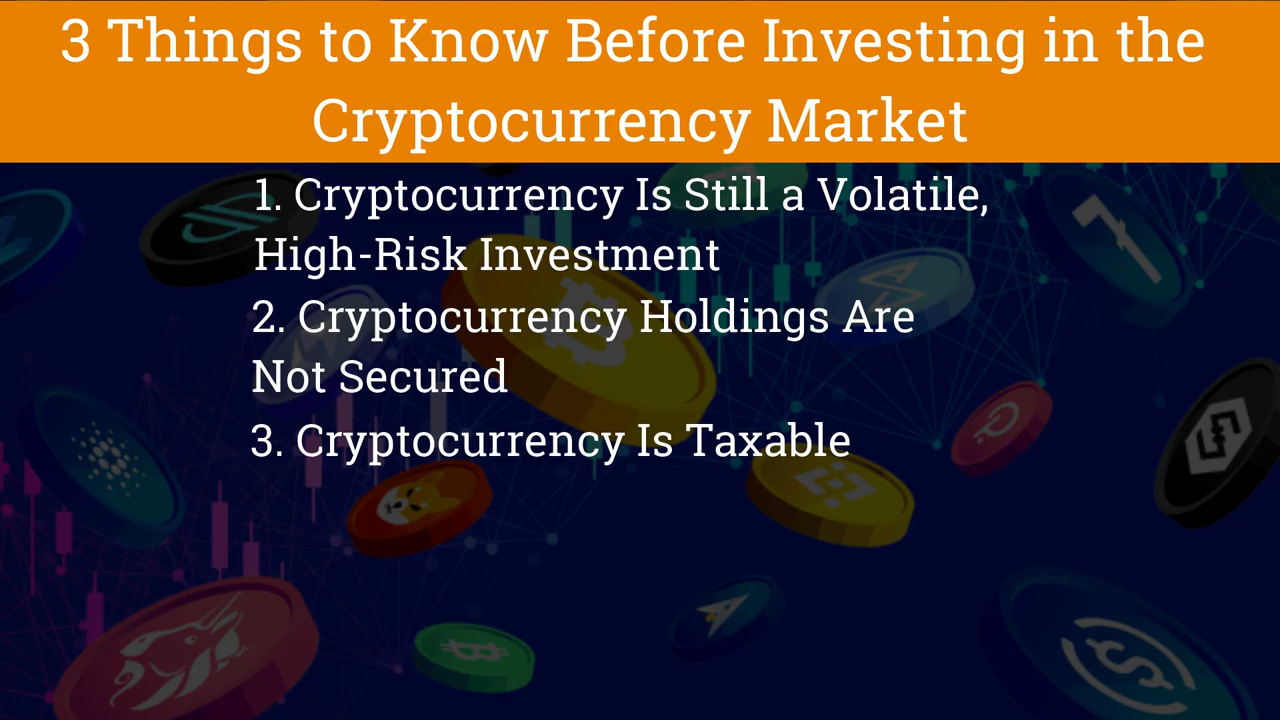 3 Things to Know Before Investing in the
Cryptocurrency Market
1. Cryptocurrency Is Still a Volatile,
High-Risk Investment
2. Cryptocurrency Holdings Are
Not Secured
3. Cryptocurrency Is Taxable